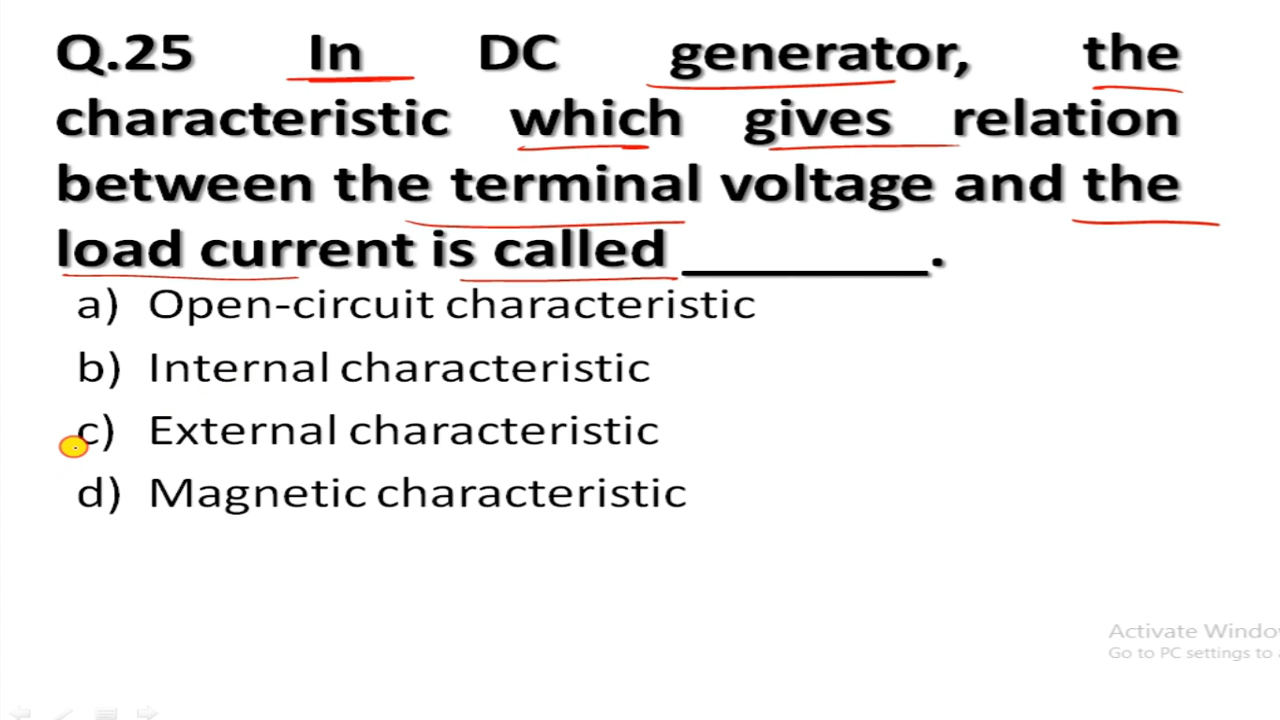 Q.25 In DC generator, the
characteristic which gives relation
between the terminal voltage and the
load current is called ________.
a) Open-circuit characteristic
b) Internal characteristic
c) External characteristic
d) Magnetic characteristic
Activate Windo
Go to PC settings to